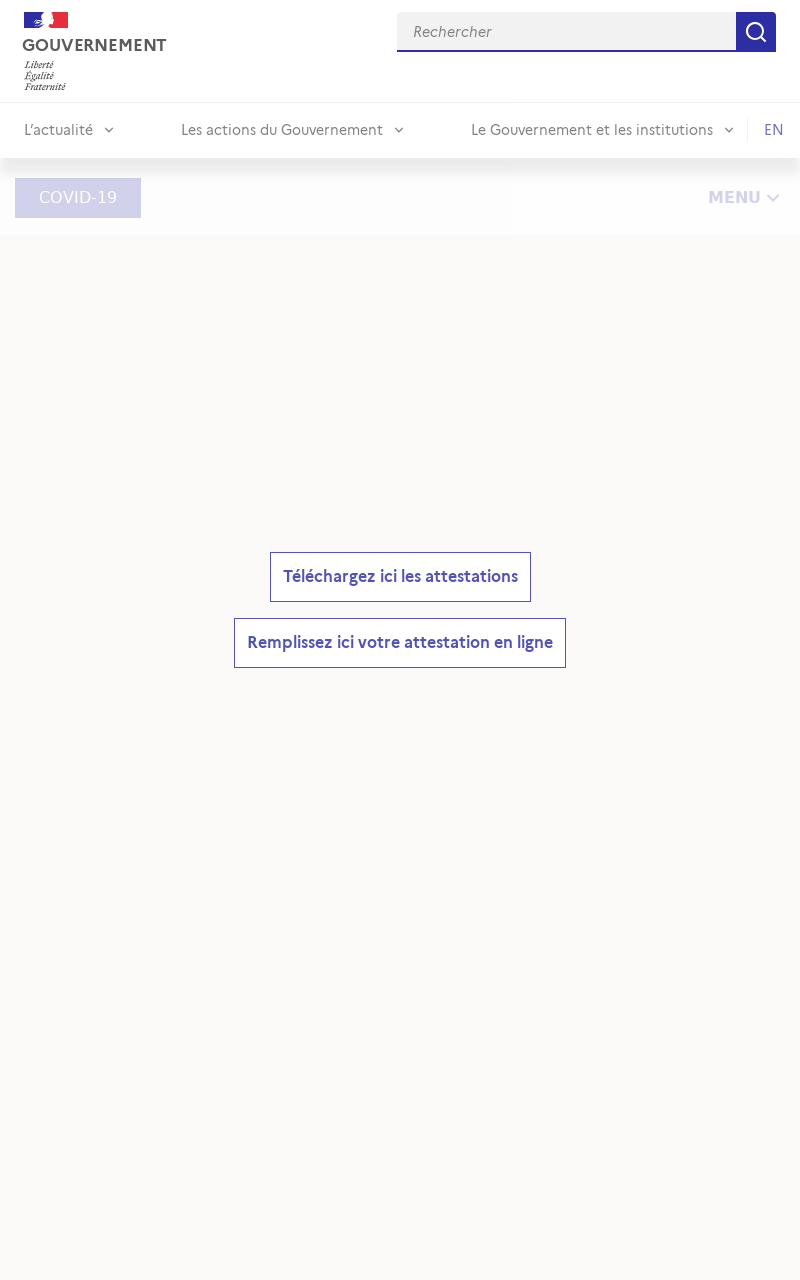 GOUVERNEMENT
Liberté
Égalité
Fraternité
Rechercher
L’actualité
Les actions du Gouvernement
Le Gouvernement et les institutions
EN
COVID-19
MENU
Téléchargez ici les attestations
Remplissez ici votre attestation en ligne